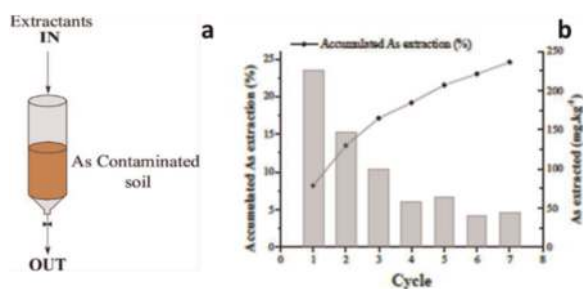 Extractants
IN
As Contaminated
soil
OUT
a
b
Accumulated As extraction (%)
Accumulated As extraction (%)
25
20
15
10
5
0
0 1 2 3 4 5 6 7 8
Cycle
250
200
150
100
50
0
As extracted (mg.kg⁻¹)